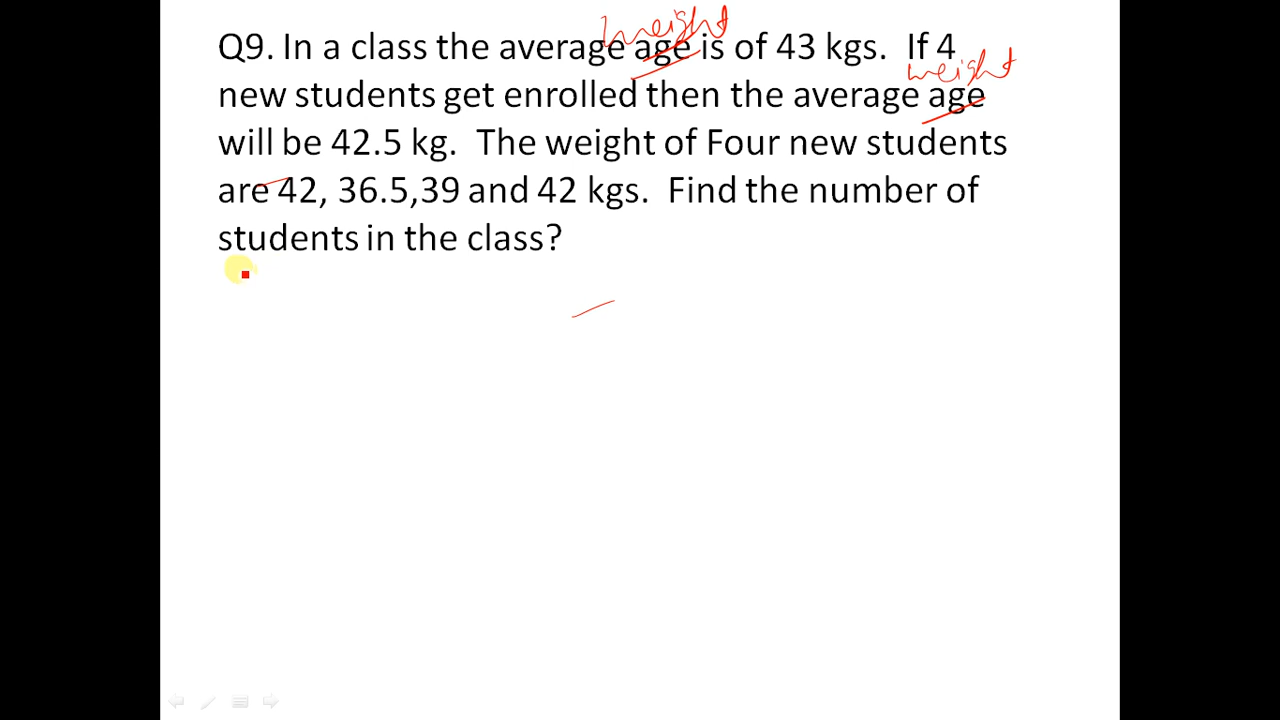 weight
Q9. In a class the average age is of 43 kgs. If 4
weight
new students get enrolled then the average age
will be 42.5 kg. The weight of Four new students
are 42, 36.5,39 and 42 kgs. Find the number of
students in the class?